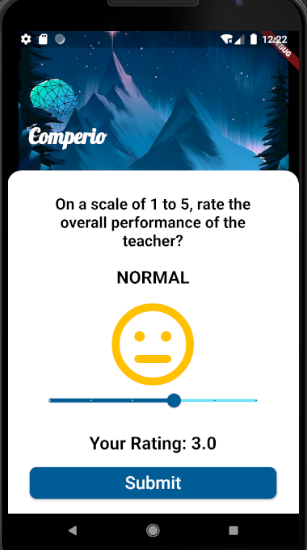 12:22
Comperio
On a scale of 1 to 5, rate the
overall performance of the
teacher?
NORMAL
Your Rating: 3.0
Submit